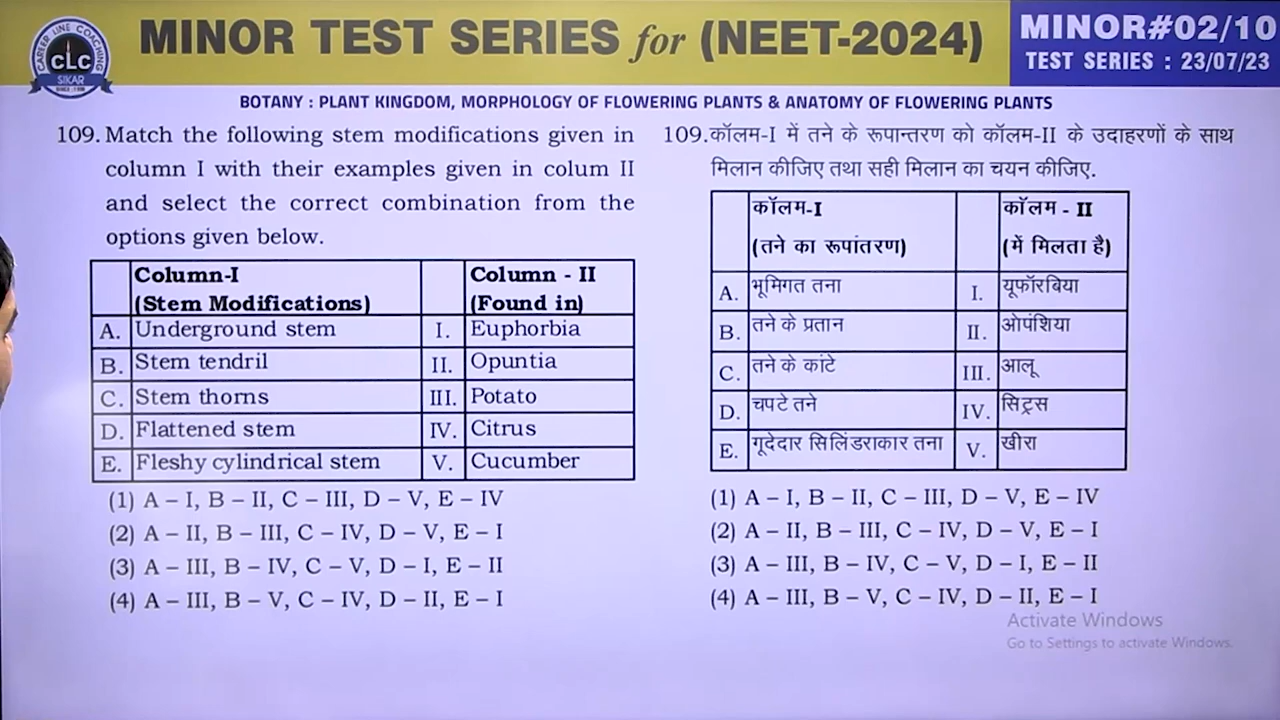 MINOR TEST SERIES for (NEET-2024)
MINOR#02/10
TEST SERIES : 23/07/23
CAREER LINE COACHING
CLC
SIKAR
BOTANY : PLANT KINGDOM, MORPHOLOGY OF FLOWERING PLANTS & ANATOMY OF FLOWERING PLANTS
109. Match the following stem modifications given in
column I with their examples given in colum II
and select the correct combination from the
options given below.
Column-I Column - II
(Stem Modifications) (Found in)
A. Underground stem I. Euphorbia
B. Stem tendril II. Opuntia
C. Stem thorns III. Potato
D. Flattened stem IV. Citrus
E. Fleshy cylindrical stem V. Cucumber
(1) A – I, B – II, C – III, D – V, E – IV
(2) A – II, B – III, C – IV, D – V, E – I
(3) A – III, B – IV, C – V, D – I, E – II
(4) A – III, B – V, C – IV, D – II, E – I
109. कॉलम-I में तने के रूपान्तरण को कॉलम-II के उदाहरणों के साथ
मिलान कीजिए तथा सही मिलान का चयन कीजिए.
कॉलम-I कॉलम - II
(तने का रूपांतरण) (में मिलता है)
A. भूमिगत तना I. यूफॉरबिया
B. तने के प्रतान II. ओपंशिया
C. तने के कांटे III. आलू
D. चपटे तने IV. सिट्रस
E. गूदेदार सिलिंडराकार तना V. खीरा
(1) A – I, B – II, C – III, D – V, E – IV
(2) A – II, B – III, C – IV, D – V, E – I
(3) A – III, B – IV, C – V, D – I, E – II
(4) A – III, B – V, C – IV, D – II, E – I
Activate Windows
Go to Settings to activate Windows.